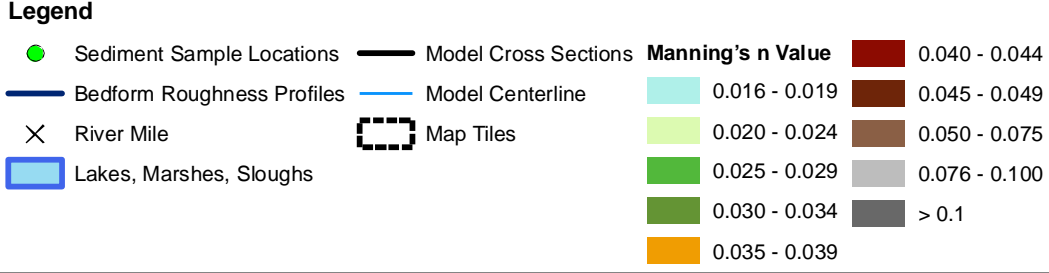 Legend
Sediment Sample Locations
Bedform Roughness Profiles
River Mile
Lakes, Marshes, Sloughs
Model Cross Sections
Model Centerline
Map Tiles
Manning's n Value
0.016 - 0.019
0.020 - 0.024
0.025 - 0.029
0.030 - 0.034
0.035 - 0.039
0.040 - 0.044
0.045 - 0.049
0.050 - 0.075
0.076 - 0.100
> 0.1